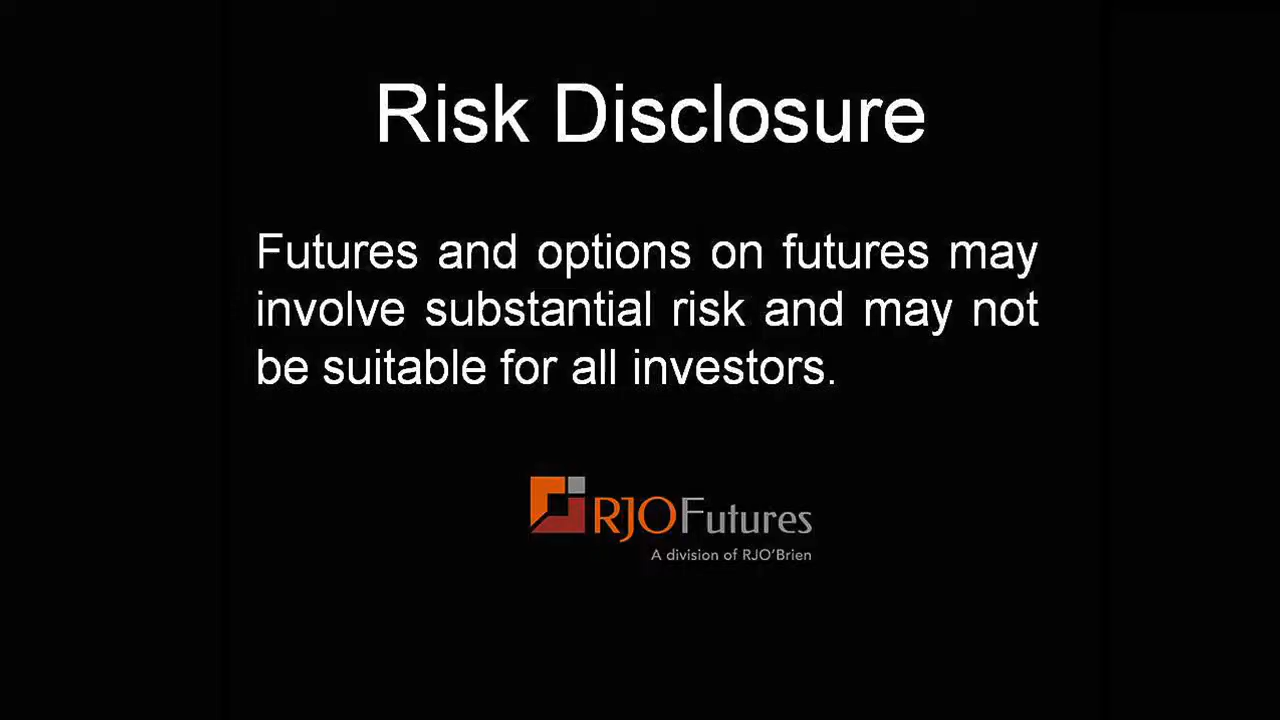 Risk Disclosure
Futures and options on futures may
involve substantial risk and may not
be suitable for all investors.
RJOFutures
A division of RJO'Brien